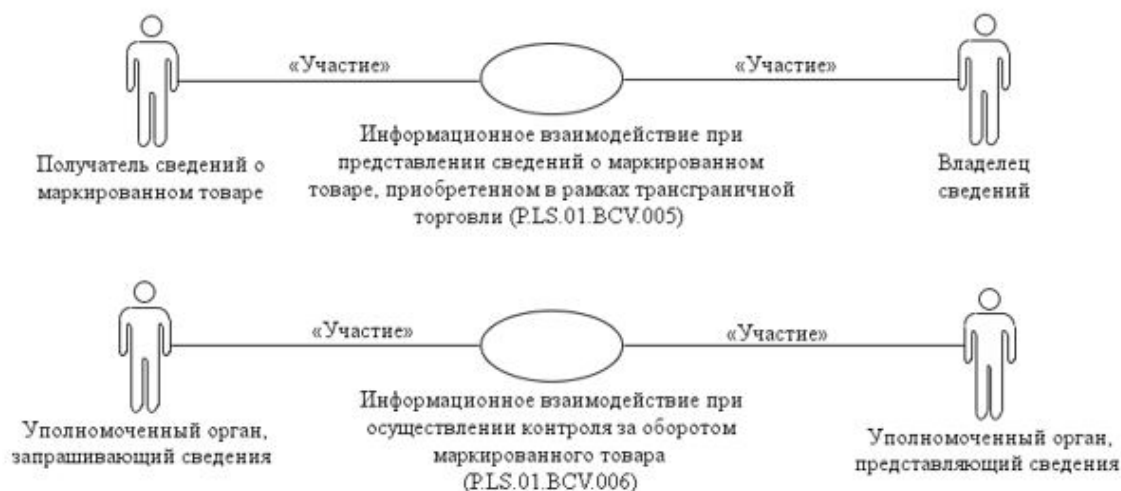 «Участие»
«Участие»
Получатель сведений о
маркированном товаре
Информационное взаимодействие при
представлении сведений о маркированном
товаре, приобретенном в рамках трансграничной
торговли (P.LS.01.BCV.005)
Владелец
сведений
«Участие»
«Участие»
Уполномоченный орган,
запрашивающий сведения
Информационное взаимодействие при
осуществлении контроля за оборотом
маркированного товара
(P.LS.01.BCV.006)
Уполномоченный орган,
представляющий сведения